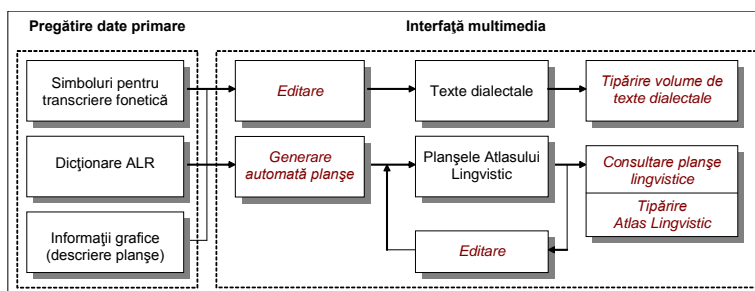 Pregătire date primare
Interfaţă multimedia
Simboluri pentru
transcriere fonetică
Editare
Texte dialectale
Tipărire volume de
texte dialectale
Dicţionare ALR
Generare
automată planşe
Planşele Atlasului
Lingvistic
Consultare planşe
lingvistice
Tipărire
Atlas Lingvistic
Informaţii grafice
(descriere planşe)
Editare